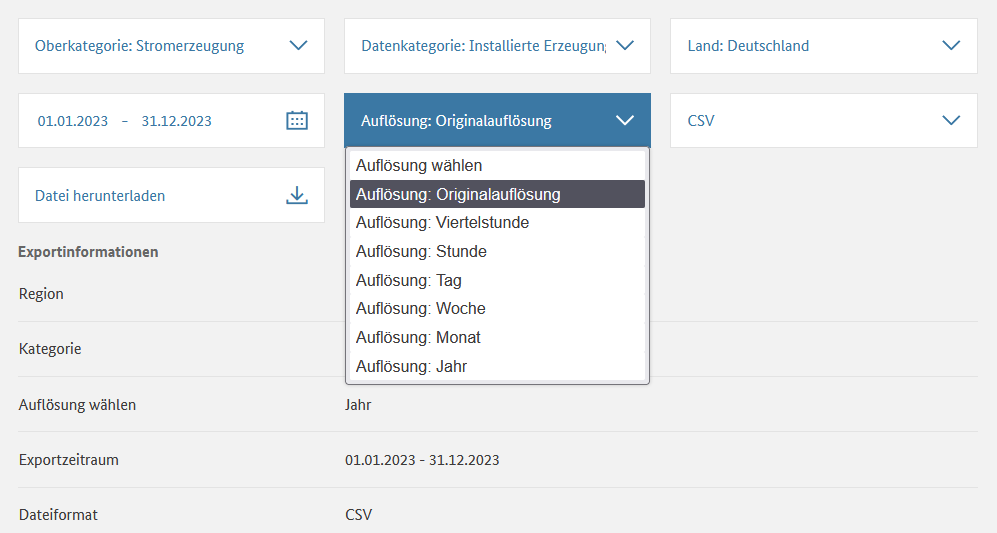 Oberkategorie: Stromerzeugung
Datenkategorie: Installierte Erzeugun
Land: Deutschland
01.01.2023 - 31.12.2023
Auflösung: Originalauflösung
CSV
Datei herunterladen
Auflösung wählen
Auflösung: Originalauflösung
Auflösung: Viertelstunde
Auflösung: Stunde
Auflösung: Tag
Auflösung: Woche
Auflösung: Monat
Auflösung: Jahr
Exportinformationen
Region
Kategorie
Auflösung wählen Jahr
Exportzeitraum 01.01.2023 - 31.12.2023
Dateiformat CSV